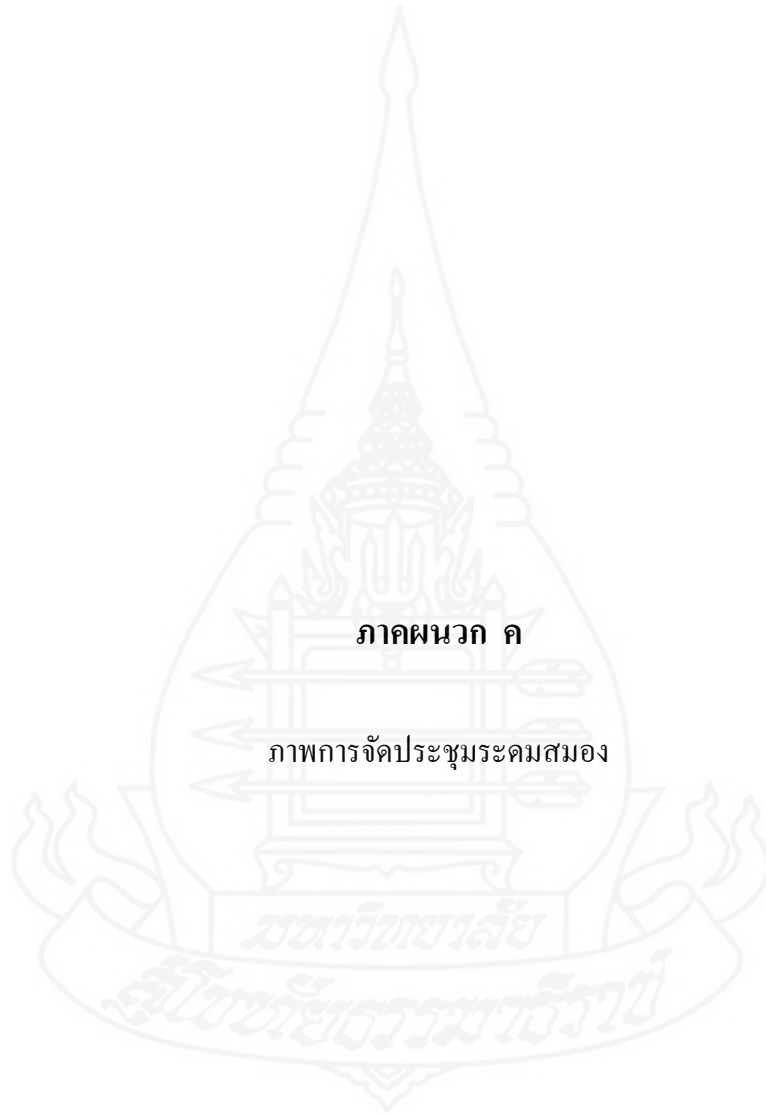 ภาคผนวก ค
ภาพการจัดประชุมระดมสมอง
มหาวิทยาลัย
สุโขทัยธรรมาธิราช